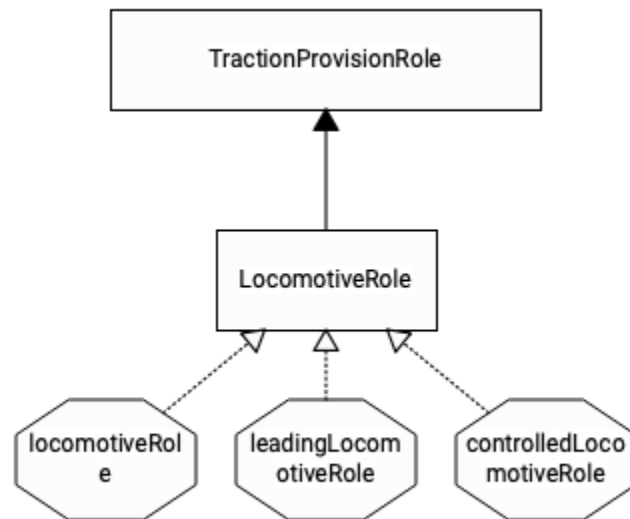 TractionProvisionRole
LocomotiveRole
locomotiveRol
e
leadingLocom
otiveRole
controlledLoco
motiveRole